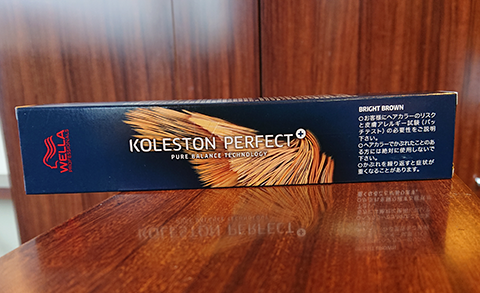 WELLA
KOLESTON PERFECT+
PURE BALANCE TECHNOLOGY
BRIGHT BROWN
○お客様にヘアカラーのリスク
と皮膚アレルギー試験(パッ
チテスト)の必要性をご説明
下さい。
○ヘアカラーでかぶれたことのあ
る方には絶対に使用しないで
下さい。
○かぶれを繰り返すと症状が
重くなることがあります。